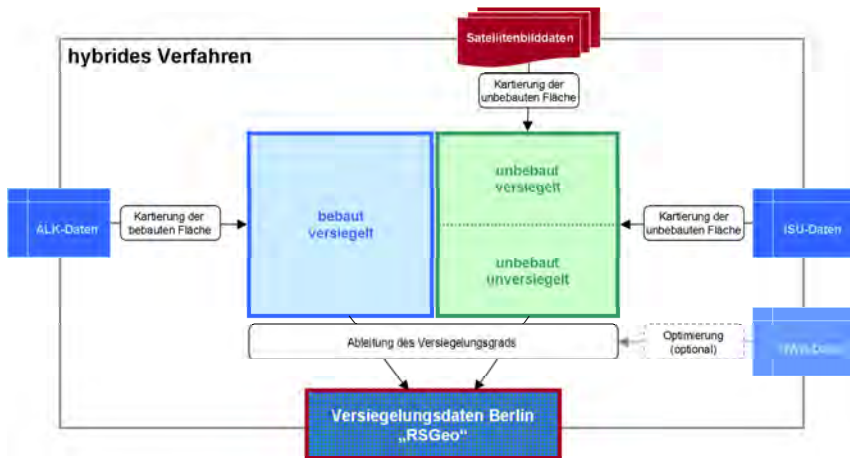 Satellitenbilddaten
hybrides Verfahren
Kartierung der
unbebauten Fläche
unbebaut
versiegelt
ALK-Daten
Kartierung der
bebauten Fläche
bebaut
versiegelt
Kartierung der
unbebauten Fläche
ISU-Daten
unbebaut
unversiegelt
Ableitung des Versiegelungsgrads
Optimierung
(optional)
Versiegelungsdaten Berlin
„RSGeo“